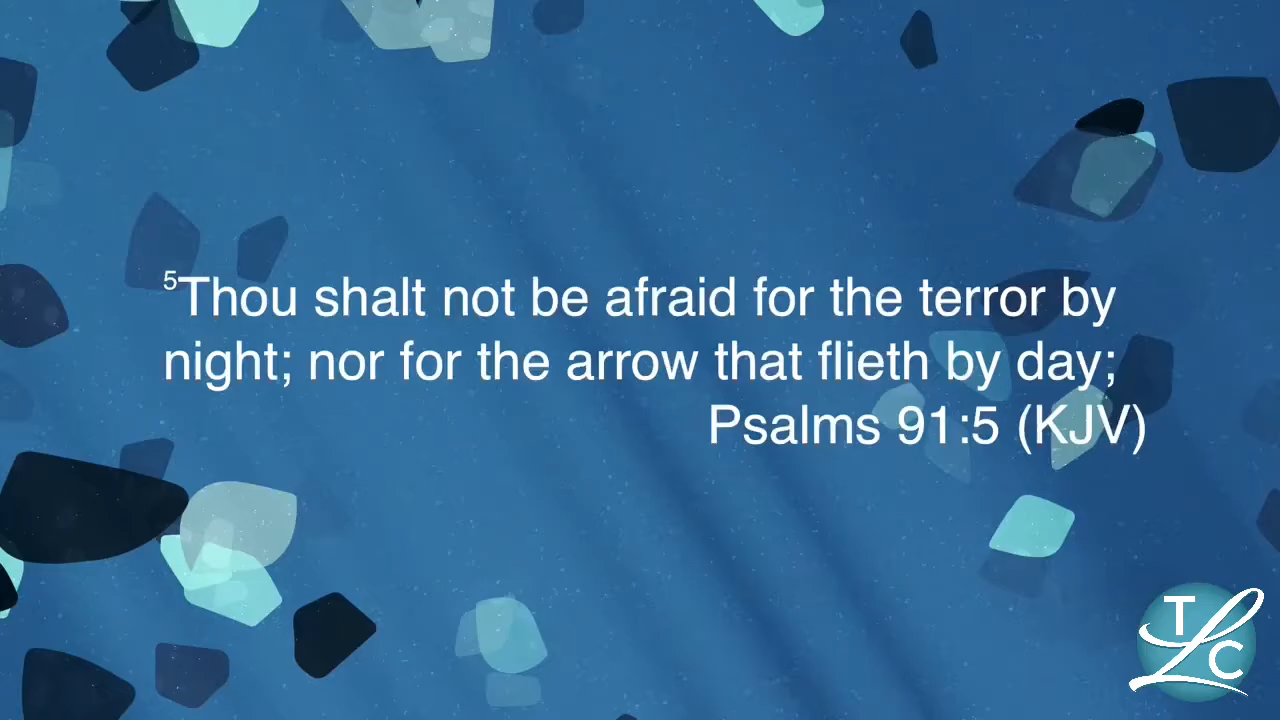 5Thou shalt not be afraid for the terror by
night; nor for the arrow that flieth by day;
Psalms 91:5 (KJV)
TLC